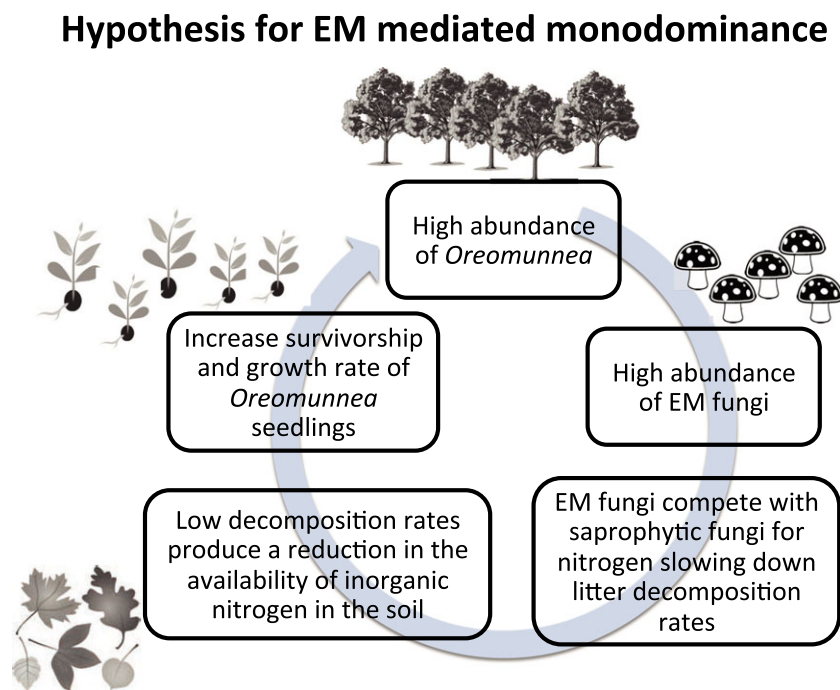 Hypothesis for EM mediated monodominance
High abundance
of Oreomunnea
High abundance
of EM fungi
EM fungi compete with
saprophytic fungi for
nitrogen slowing down
litter decomposition
rates
Low decomposition rates
produce a reduction in the
availability of inorganic
nitrogen in the soil
Increase survivorship
and growth rate of
Oreomunnea
seedlings